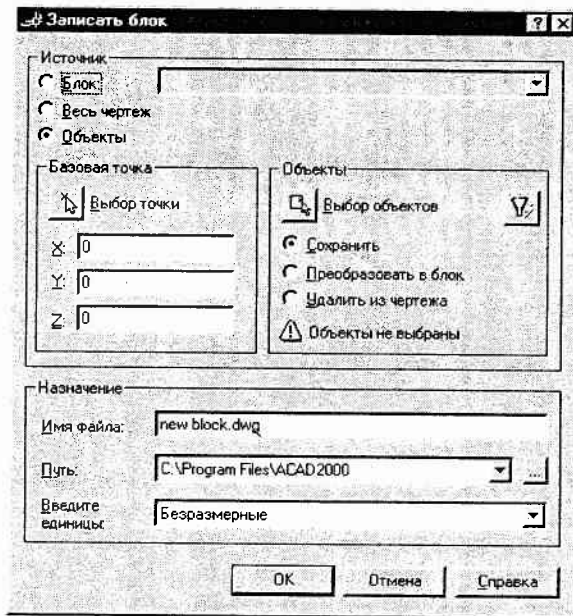 Записать блок
Источник
Блок:
Весь чертеж
Объекты
Базовая точка
Выбор точки
X: 0
Y: 0
Z: 0
Объекты
Выбор объектов
Сохранить
Преобразовать в блок
Удалить из чертежа
Объекты не выбраны
Назначение
Имя файла: new block.dwg
Путь: C:\Program Files\ACAD2000 ...
Введите
единицы: Безразмерные
OK Отмена Справка